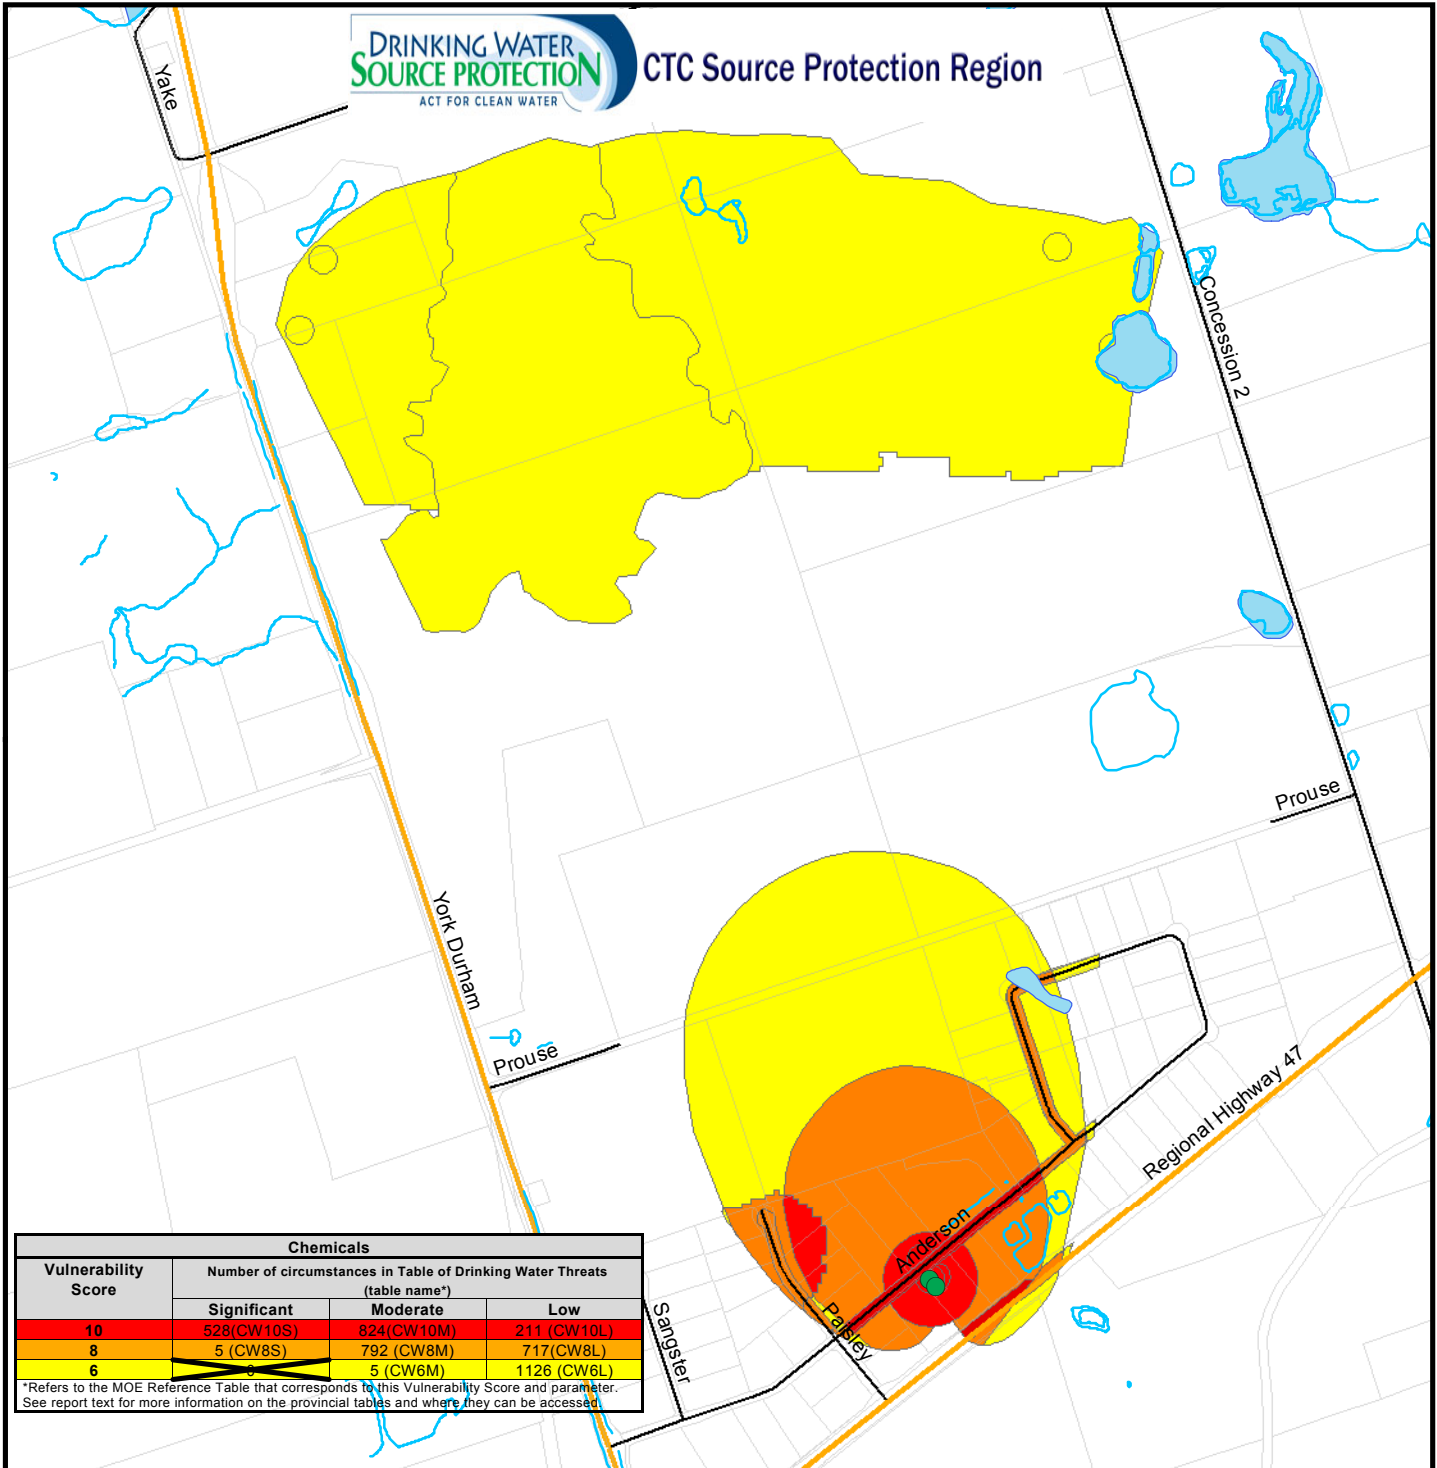 DRINKING WATER
SOURCE PROTECTION
ACT FOR CLEAN WATER
CTC Source Protection Region
Yake
Concession 2
Prouse
York Durham
Prouse
Regional Highway 47
Anderson
Paisley
Sangster
Chemicals
Vulnerability Score
Number of circumstances in Table of Drinking Water Threats
(table name*)
Significant Moderate Low
10 528(CW10S) 824(CW10M) 211 (CW10L)
8 5 (CW8S) 792 (CW8M) 717(CW8L)
6 0 5 (CW6M) 1126 (CW6L)
*Refers to the MOE Reference Table that corresponds to this Vulnerability Score and parameter.
See report text for more information on the provincial tables and where they can be accessed.